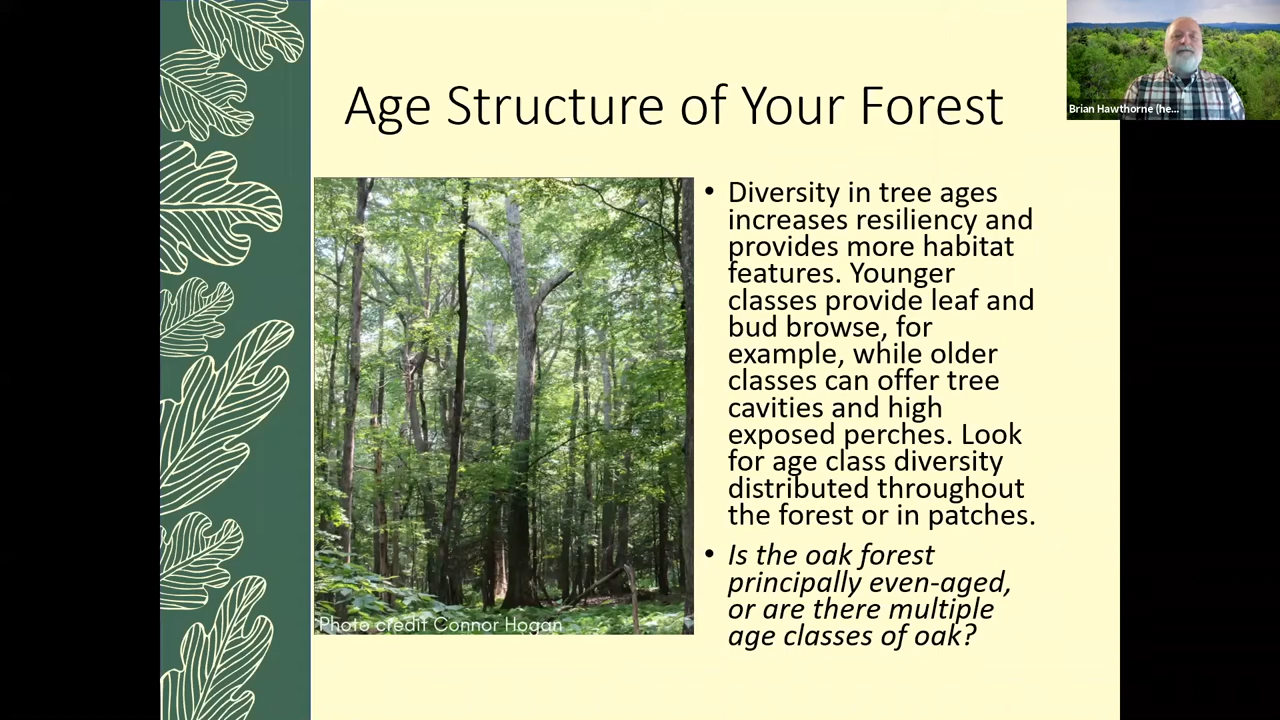 Age Structure of Your Forest
Brian Hawthorne (he...
• Diversity in tree ages
increases resiliency and
provides more habitat
features. Younger
classes provide leaf and
bud browse, for
example, while older
classes can offer tree
cavities and high
exposed perches. Look
for age class diversity
distributed throughout
the forest or in patches.
• Is the oak forest
principally even-aged,
or are there multiple
age classes of oak?
Photo credit Connor Hogan